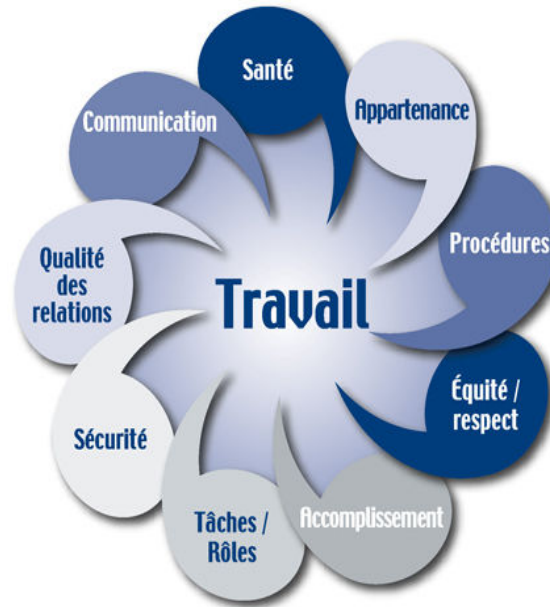 Santé
Appartenance
Procédures
Équité /
respect
Accomplissement
Tâches /
Rôles
Sécurité
Qualité
des
relations
Communication
Travail